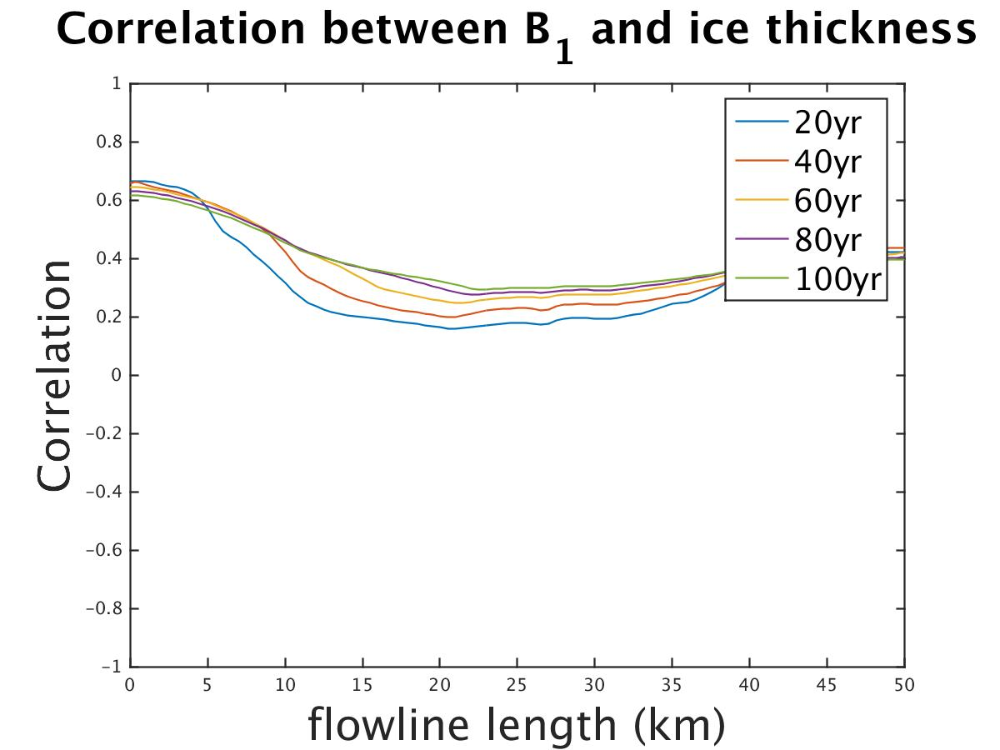 Correlation between B1 and ice thickness
1
0.8
0.6
0.4
0.2
0
−0.2
−0.4
−0.6
−0.8
−1
Correlation
20yr
40yr
60yr
80yr
100yr
0 5 10 15 20 25 30 35 40 45 50
flowline length (km)